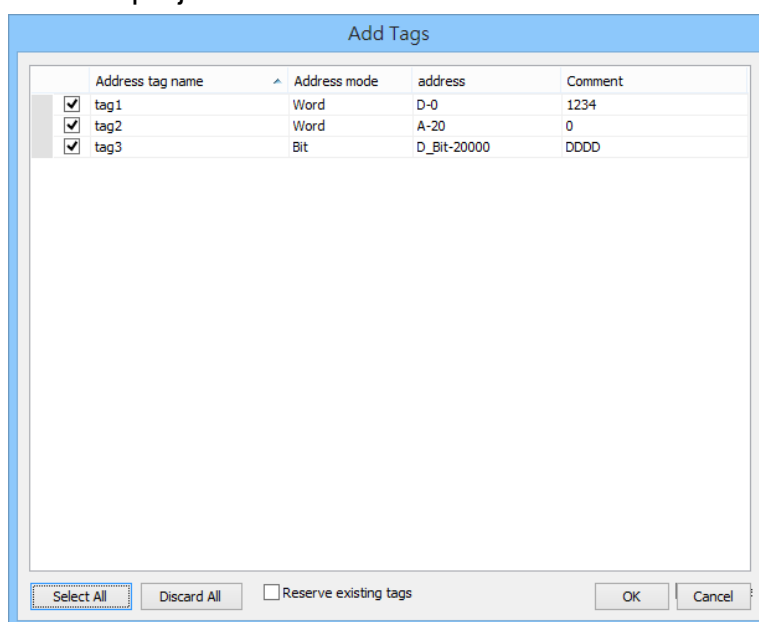 Add Tags
Address tag name Address mode address Comment
tag1 Word D-0 1234
tag2 Word A-20 0
tag3 Bit D_Bit-20000 DDDD
Select All Discard All Reserve existing tags OK Cancel